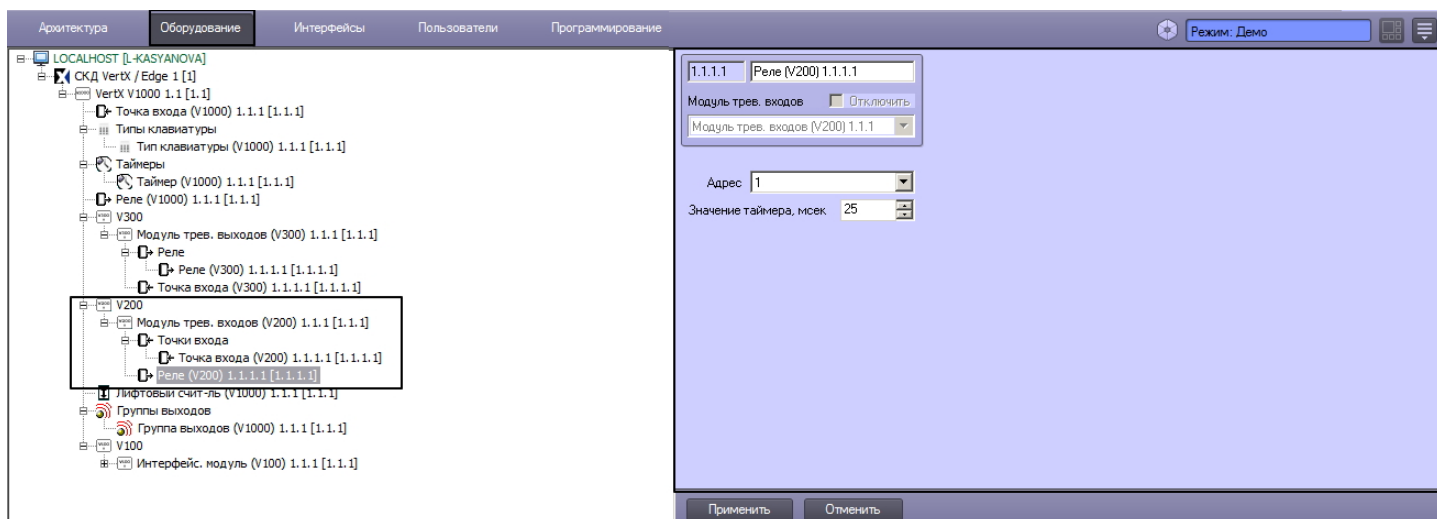 Архитектура Оборудование Интерфейсы Пользователи Программирование Режим: Демо
LOCALHOST [L-KASYANOVA]
СКД VertX / Edge 1 [1]
VertX V1000 1.1 [1.1]
Точка входа (V1000) 1.1.1 [1.1.1]
Типы клавиатуры
Тип клавиатуры (V1000) 1.1.1 [1.1.1]
Таймеры
Таймер (V1000) 1.1.1 [1.1.1]
Реле (V1000) 1.1.1 [1.1.1]
V300
Модуль трев. выходов (V300) 1.1.1 [1.1.1]
Реле
Реле (V300) 1.1.1.1 [1.1.1.1]
Точка входа (V300) 1.1.1.1 [1.1.1.1]
V200
Модуль трев. входов (V200) 1.1.1 [1.1.1]
Точки входа
Точка входа (V200) 1.1.1.1 [1.1.1.1]
Реле (V200) 1.1.1.1 [1.1.1.1]
Лифтовый счит-ль (V1000) 1.1.1 [1.1.1]
Группы выходов
Группа выходов (V1000) 1.1.1 [1.1.1]
V100
Интерфейс. модуль (V100) 1.1.1 [1.1.1]
1.1.1.1 Реле (V200) 1.1.1.1
Модуль трев. входов Отключить
Модуль трев. входов (V200) 1.1.1
Адрес 1
Значение таймера, мсек 25
Применить Отменить